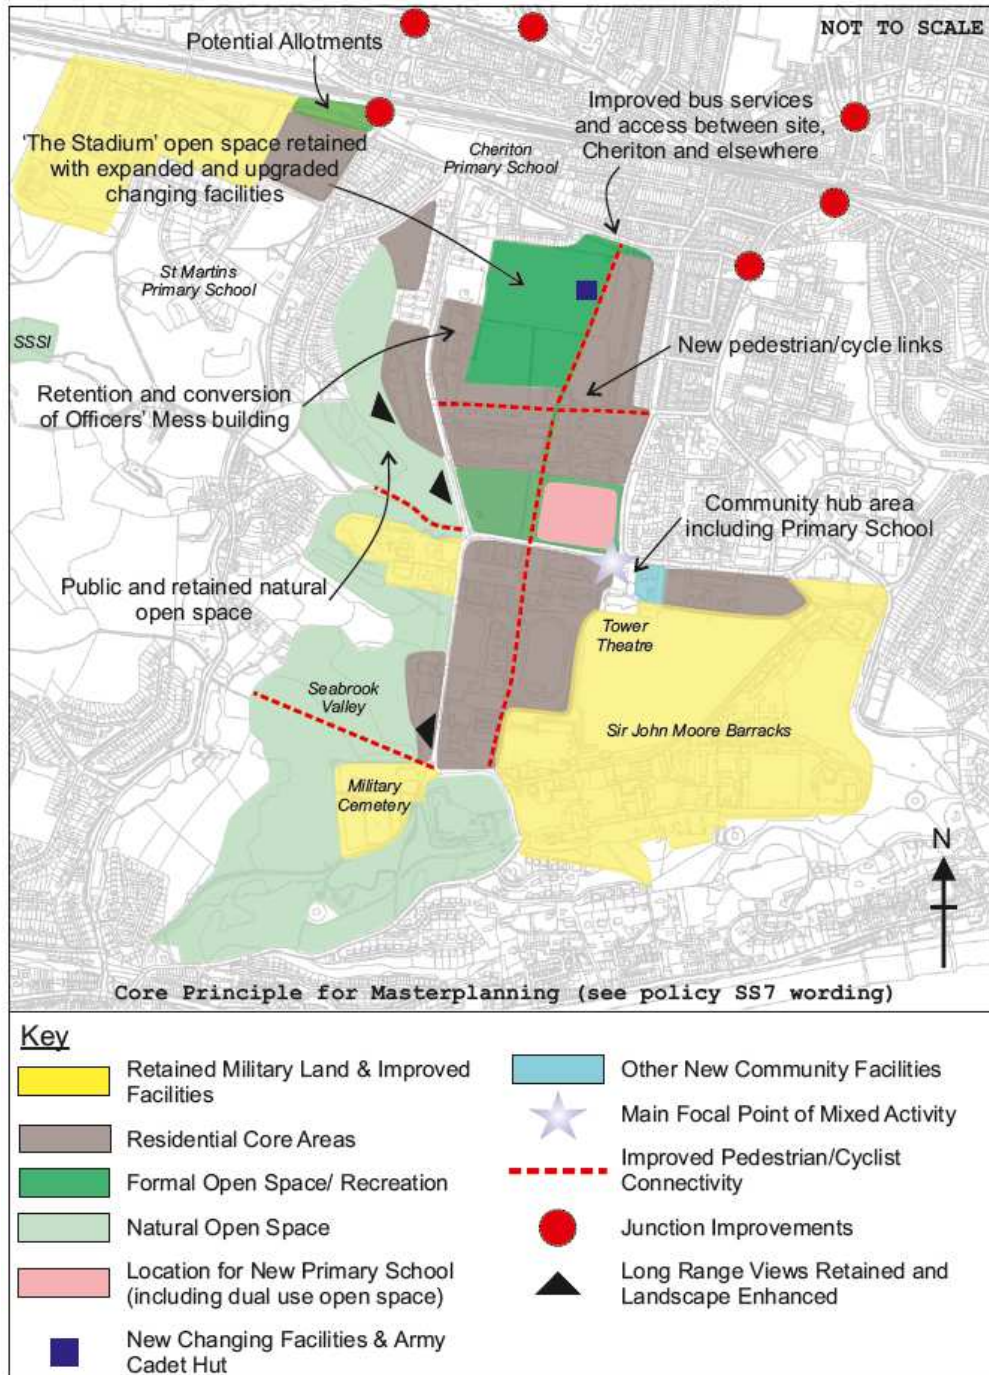 NOT TO SCALE
Potential Allotments
Improved bus services
and access between site,
Cheriton and elsewhere
'The Stadium' open space retained
with expanded and upgraded
changing facilities
Cheriton
Primary School
St Martins
Primary School
SSSI
New pedestrian/cycle links
Retention and conversion
of Officers' Mess building
Community hub area
including Primary School
Public and retained natural
open space
Tower
Theatre
Seabrook
Valley
Sir John Moore Barracks
Military
Cemetery
N
Core Principle for Masterplanning (see policy SS7 wording)
Key
Retained Military Land & Improved
Facilities
Residential Core Areas
Formal Open Space/ Recreation
Natural Open Space
Location for New Primary School
(including dual use open space)
New Changing Facilities & Army
Cadet Hut
Other New Community Facilities
Main Focal Point of Mixed Activity
Improved Pedestrian/Cyclist
Connectivity
Junction Improvements
Long Range Views Retained and
Landscape Enhanced